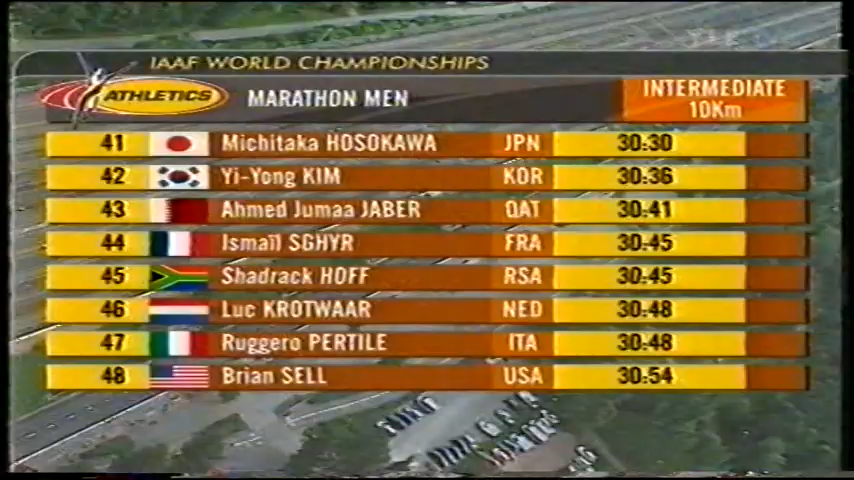 IAAF WORLD CHAMPIONSHIPS
ATHLETICS MARATHON MEN INTERMEDIATE
10Km
41 Michitaka HOSOKAWA JPN 30:30
42 Yi-Yong KIM KOR 30:36
43 Ahmed Jumaa JABER QAT 30:41
44 Ismaïl SGHYR FRA 30:45
45 Shadrack HOFF RSA 30:45
46 Luc KROTWAAR NED 30:48
47 Ruggero PERTILE ITA 30:48
48 Brian SELL USA 30:54